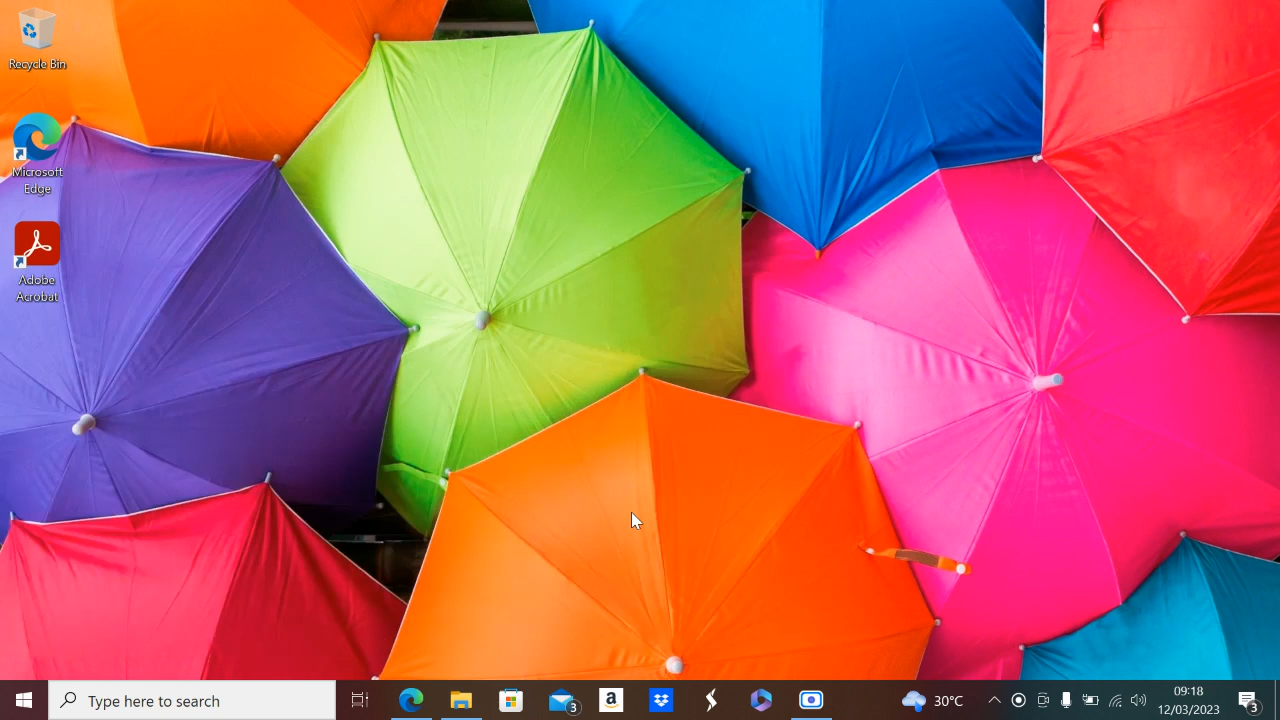 Recycle Bin
Microsoft
Edge
Adobe
Acrobat
Type here to search
3
a
30°C
09:18
12/03/2023
3